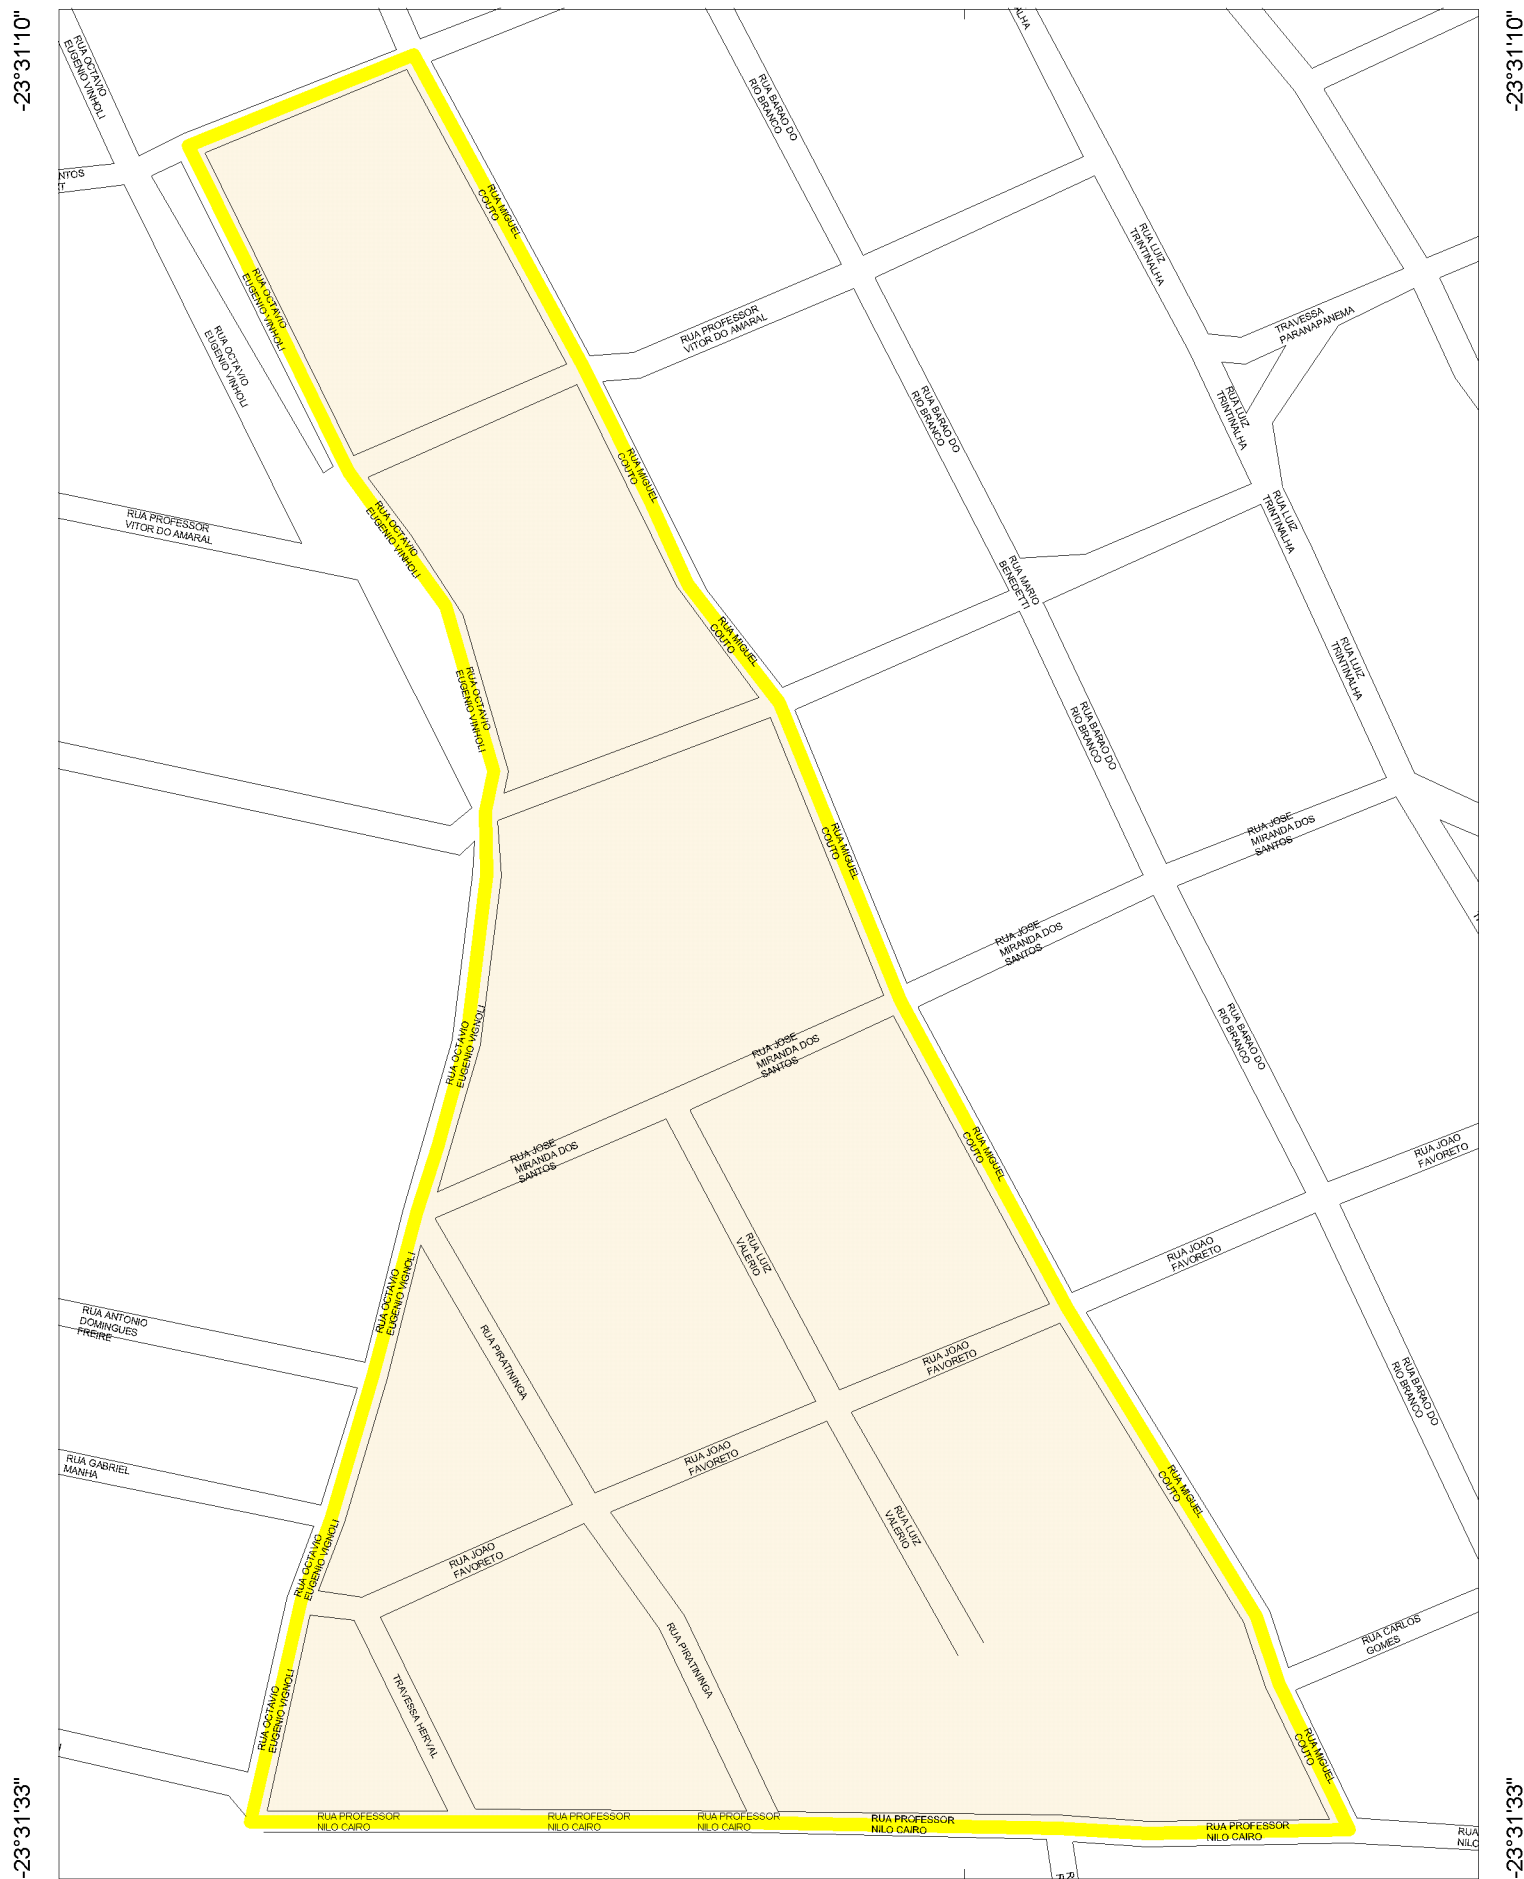 -23°31'10"
-23°31'10"
RUA OCTAVIO
EUGENIO VINHOLI
ALHA
RUA BARAO DO
RIO BRANCO
NTOS
RUA MIGUEL
COUTO
RUA LUIZ
TRINTINALHA
RUA OCTAVIO
EUGENIO VINHOLI
RUA OCTAVIO
EUGENIO VINHOLI
RUA PROFESSOR
VITOR DO AMARAL
TRAVESSA
PARANAPANEMA
RUA BARAO DO
RIO BRANCO
RUA LUIZ
TRINTINALHA
RUA MIGUEL
COUTO
RUA PROFESSOR
VITOR DO AMARAL
RUA OCTAVIO
EUGENIO VINHOLI
RUA LUIZ
TRINTINALHA
RUA MARIO
BENEDETTI
RUA MIGUEL
COUTO
RUA LUIZ
TRINTINALHA
RUA OCTAVIO
EUGENIO VINHOLI
RUA BARAO DO
RIO BRANCO
RUA MIGUEL
COUTO
RUA JOSE
MIRANDA DOS
SANTOS
RUA JOSE
MIRANDA DOS
SANTOS
RUA OCTAVIO
EUGENIO VIGNOLI
RUA JOSE
MIRANDA DOS
SANTOS
RUA BARAO DO
RIO BRANCO
RUA JOSE
MIRANDA DOS
SANTOS
RUA MIGUEL
COUTO
RUA JOAO
FAVORETO
RUA LUIZ
VALERIO
RUA JOAO
FAVORETO
RUA OCTAVIO
EUGENIO VIGNOLI
RUA ANTONIO
DOMINGUES
FREIRE
RUA PIRATININGA
RUA JOAO
FAVORETO
RUA BARAO DO
RIO BRANCO
RUA GABRIEL
MANHA
RUA JOAO
FAVORETO
RUA MIGUEL
COUTO
RUA LUIZ
VALERIO
RUA OCTAVIO
EUGENIO VIGNOLI
RUA JOAO
FAVORETO
RUA PIRATININGA
RUA CARLOS
GOMES
RUA OCTAVIO
EUGENIO VIGNOLI
TRAVESSA HERVAL
RUA MIGUEL
COUTO
-23°31'33"
-23°31'33"
RUA PROFESSOR
NILO CAIRO
RUA PROFESSOR
NILO CAIRO
RUA PROFESSOR
NILO CAIRO
RUA PROFESSOR
NILO CAIRO
RUA PROFESSOR
NILO CAIRO
RUA
NILO